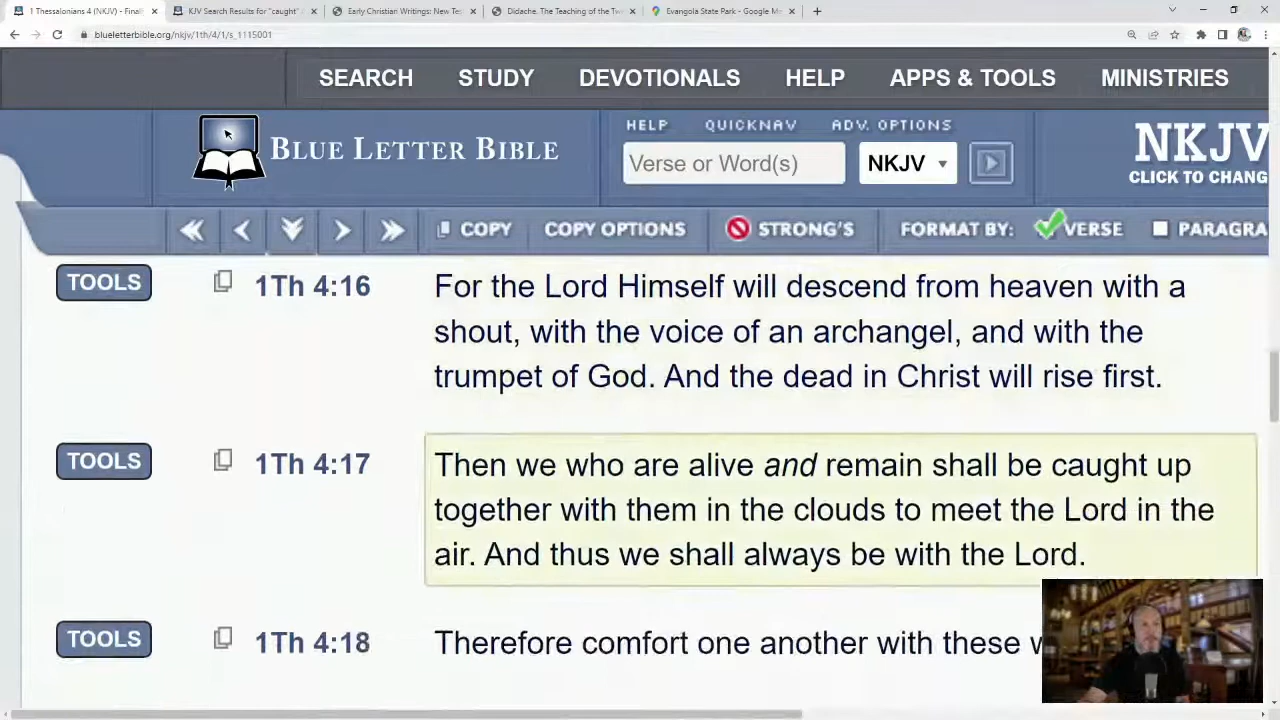 1 Thessalonians 4 (NKJV) - Final
KJV Search Results for "caught"
Early Christian Writings: New Te
Didache. The Teaching of the Tw
Evangola State Park - Google M
blueletterbible.org/nkjv/1th/4/1/s_1115001
SEARCH STUDY DEVOTIONALS HELP APPS & TOOLS MINISTRIES
HELP QUICKNAV ADV. OPTIONS
BLUE LETTER BIBLE
Verse or Word(s)
NKJV
NKJV
CLICK TO CHANG
COPY COPY OPTIONS STRONG'S FORMAT BY: VERSE PARAGRA
TOOLS 1Th 4:16 For the Lord Himself will descend from heaven with a
shout, with the voice of an archangel, and with the
trumpet of God. And the dead in Christ will rise first.
TOOLS 1Th 4:17 Then we who are alive and remain shall be caught up
together with them in the clouds to meet the Lord in the
air. And thus we shall always be with the Lord.
TOOLS 1Th 4:18 Therefore comfort one another with these